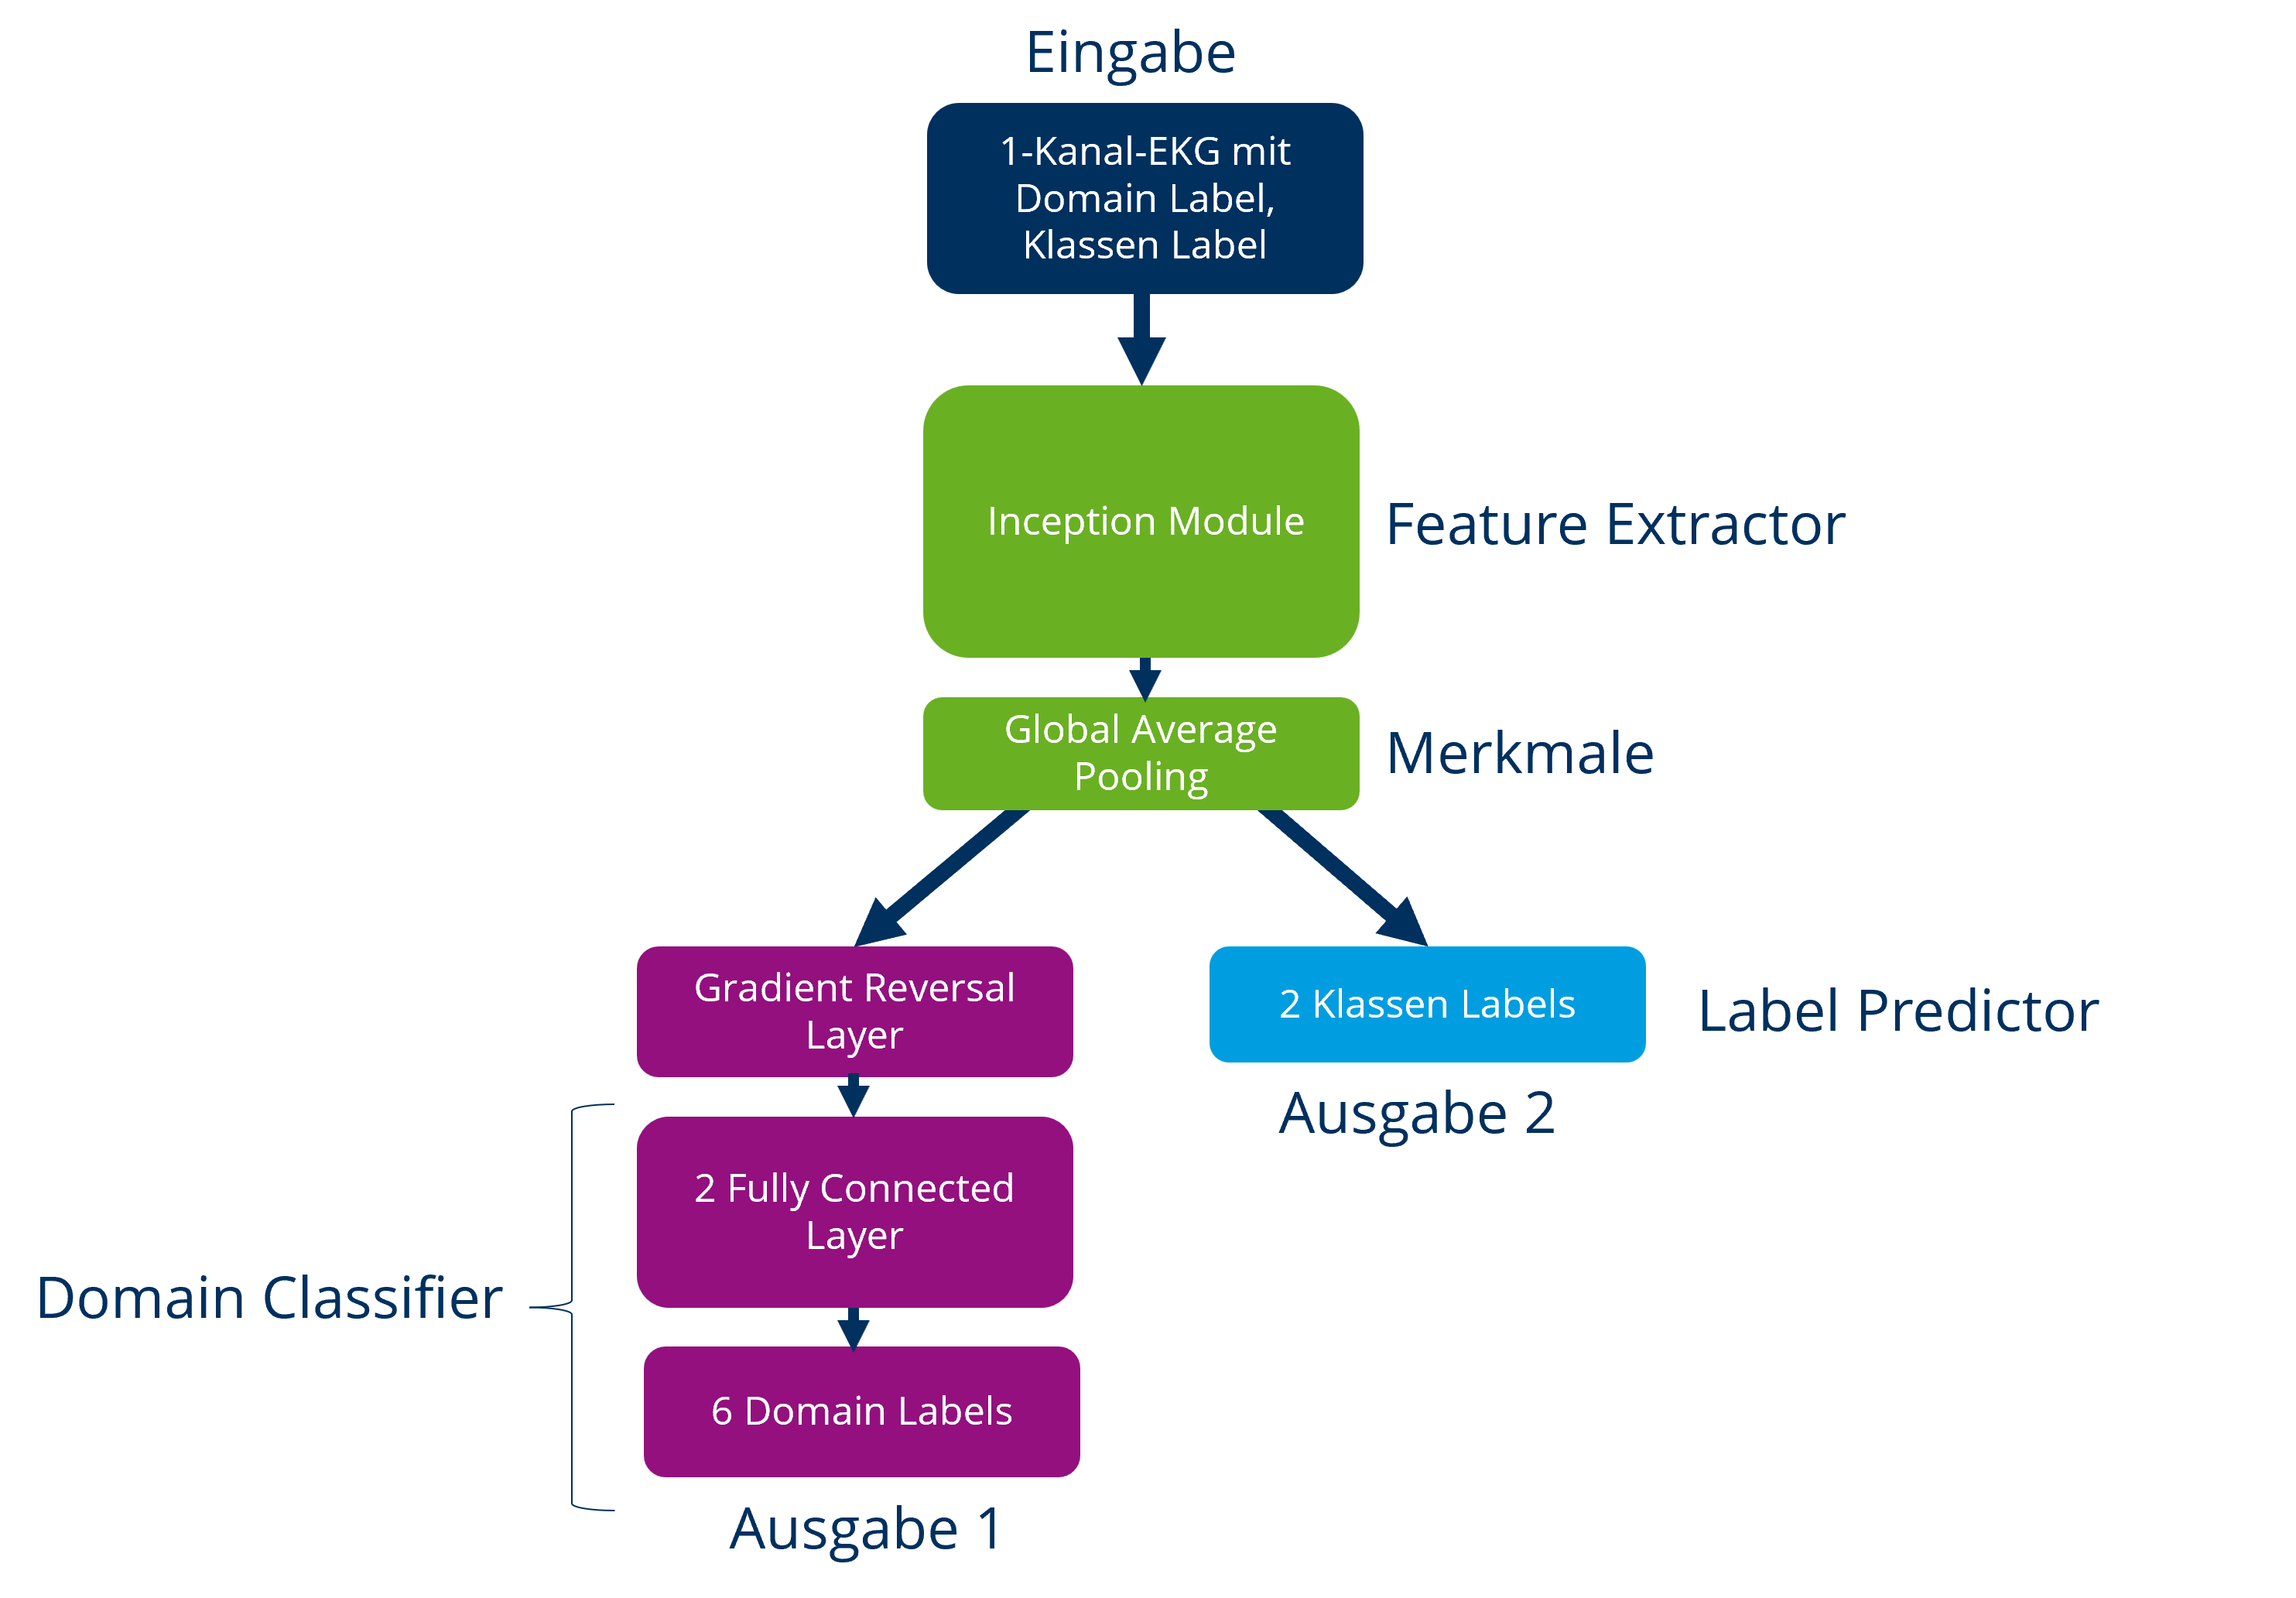 Eingabe
1-Kanal-EKG mit
Domain Label,
Klassen Label
Inception Module
Feature Extractor
Global Average
Pooling
Merkmale
Gradient Reversal
Layer
2 Klassen Labels
Label Predictor
Ausgabe 2
2 Fully Connected
Layer
Domain Classifier
6 Domain Labels
Ausgabe 1